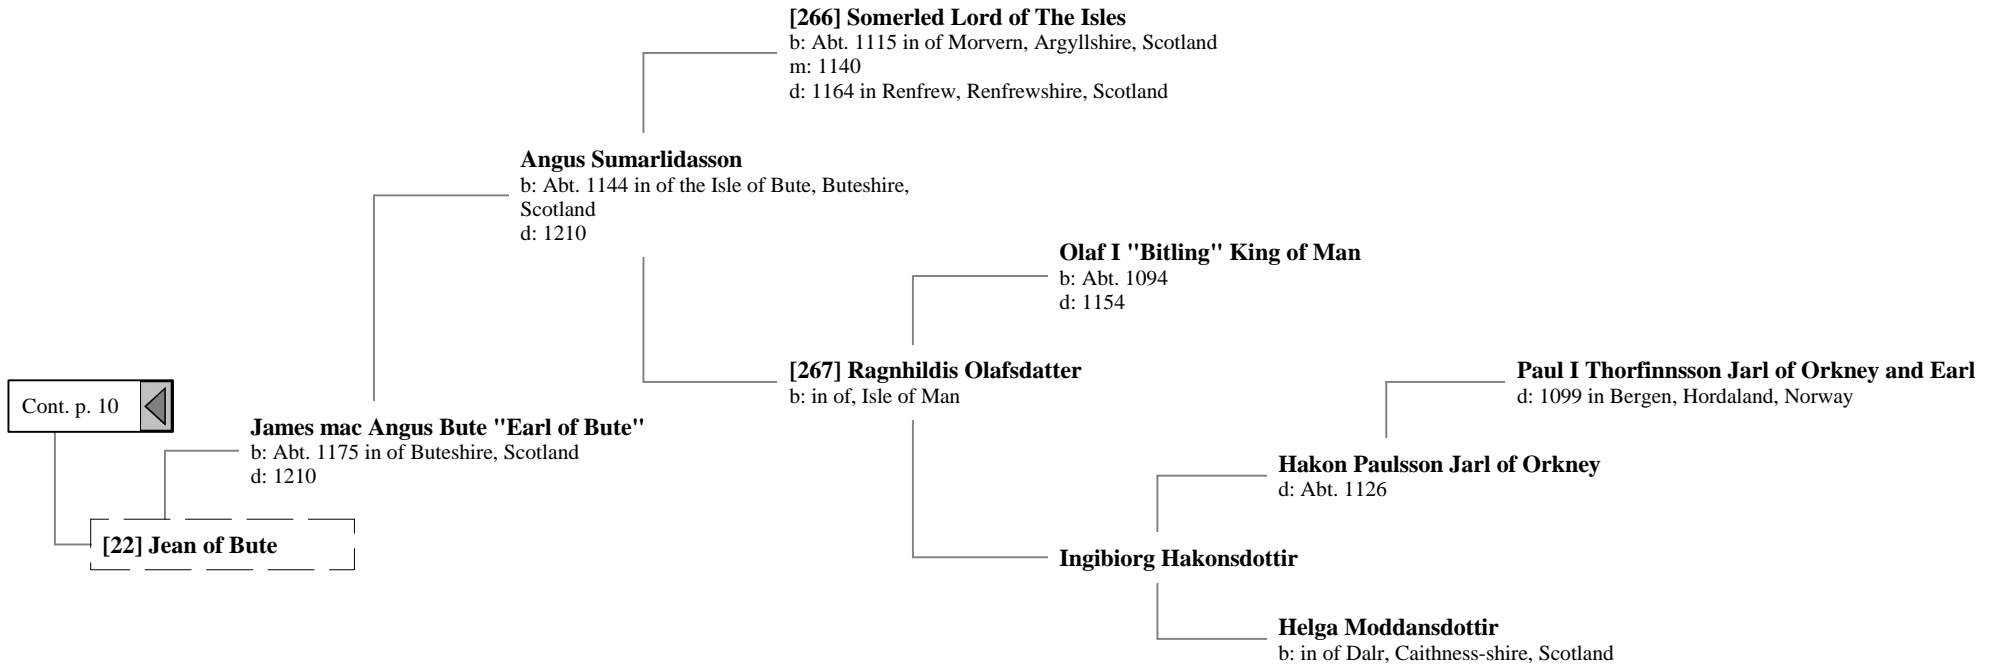 [266] Somerled Lord of The Isles
b: Abt. 1115 in of Morvern, Argyllshire, Scotland
m: 1140
d: 1164 in Renfrew, Renfrewshire, Scotland
Angus Sumarlidasson
b: Abt. 1144 in of the Isle of Bute, Buteshire,
Scotland
d: 1210
Olaf I "Bitling" King of Man
b: Abt. 1094
d: 1154
[267] Ragnhildis Olafsdatter
b: in of, Isle of Man
Paul I Thorfinnsson Jarl of Orkney and Earl
d: 1099 in Bergen, Hordaland, Norway
Cont. p. 10
James mac Angus Bute "Earl of Bute"
b: Abt. 1175 in of Buteshire, Scotland
d: 1210
Hakon Paulsson Jarl of Orkney
d: Abt. 1126
[22] Jean of Bute
Ingibiorg Hakonsdottir
Helga Moddansdottir
b: in of Dalr, Caithness-shire, Scotland